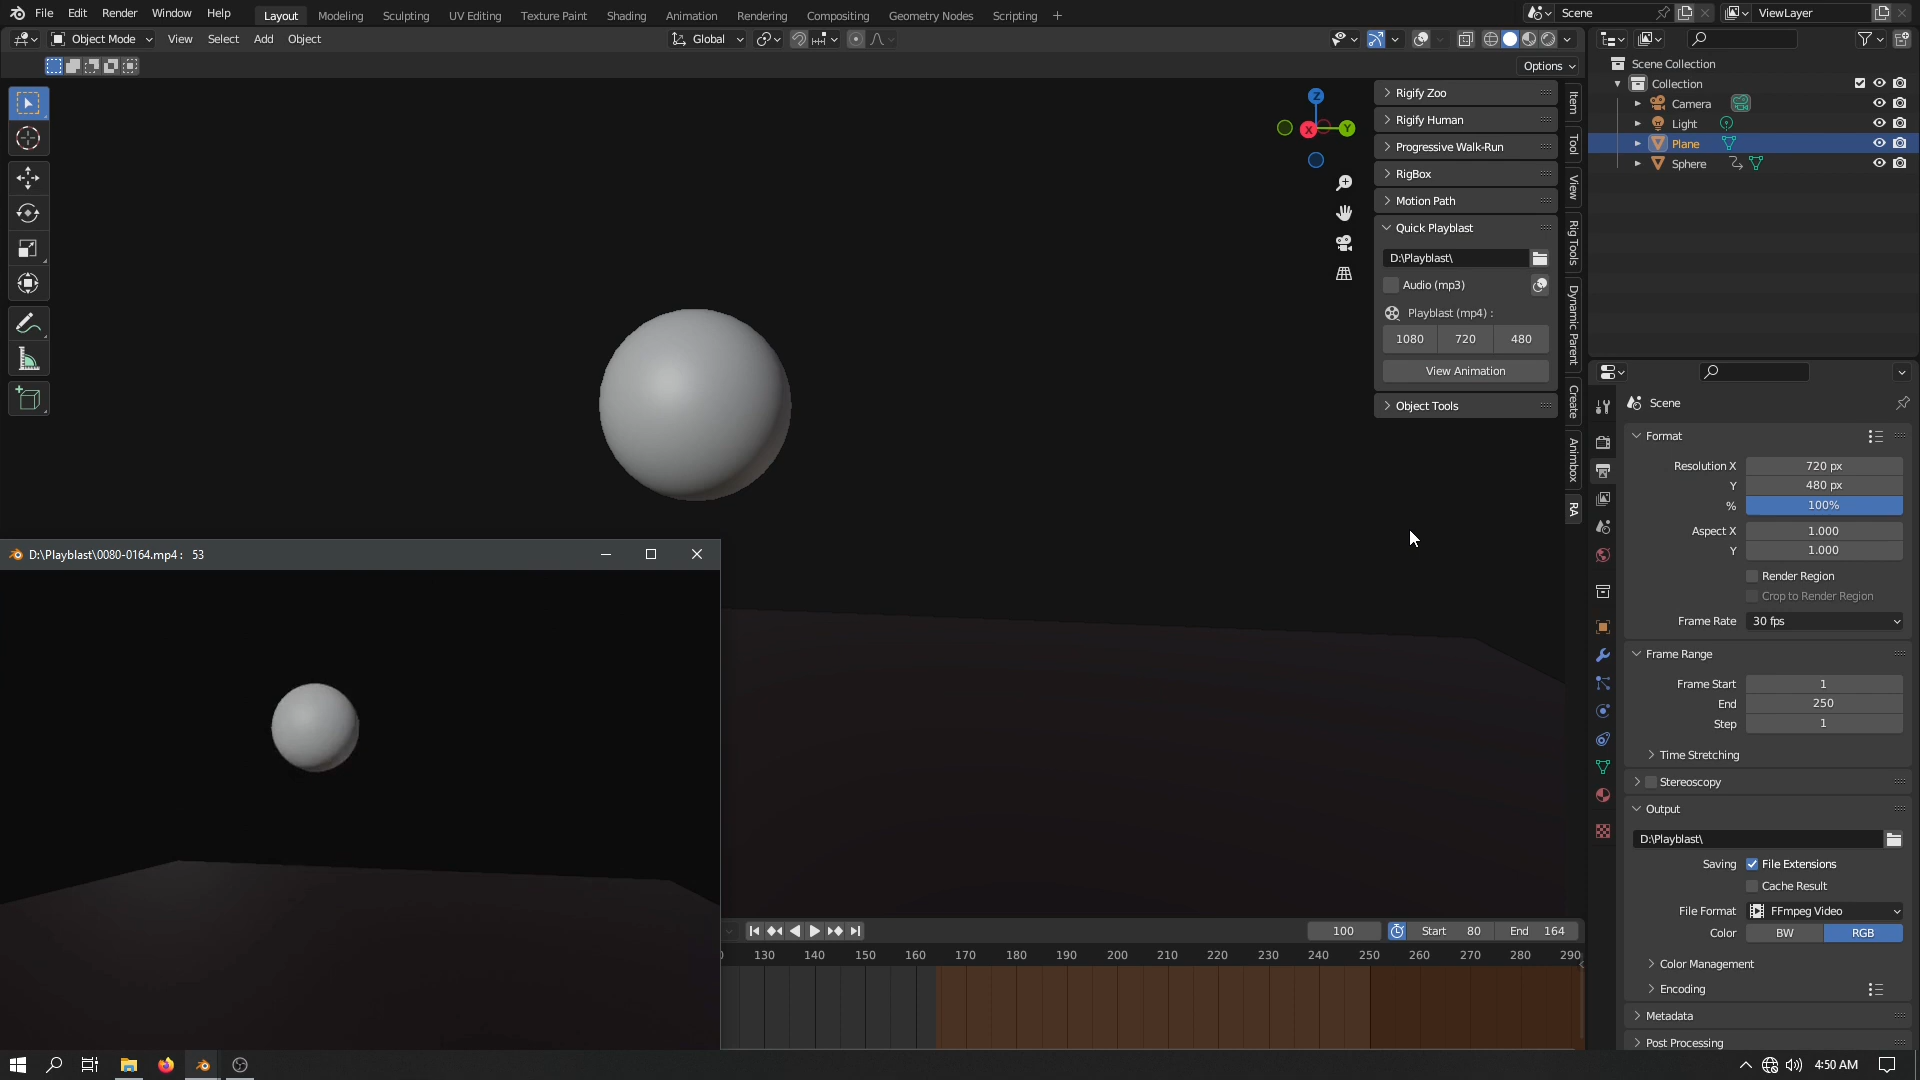 File Edit Render Window Help
Layout Modeling Sculpting UV Editing Texture Paint Shading Animation Rendering Compositing Geometry Nodes Scripting +
Scene
ViewLayer
Object Mode View Select Add Object
Global
Options
Z
X
Y
Rigify Zoo
Rigify Human
Progressive Walk-Run
RigBox
Motion Path
Quick Playblast
D:\Playblast\
Audio (mp3)
Playblast (mp4) :
1080 720 480
View Animation
Object Tools
Item
Tool
View
Rig Tools
Dynamic Parent
Create
Animbox
RA
Scene Collection
Collection
Camera
Light
Plane
Sphere
Scene
Format
Resolution X 720 px
Y 480 px
% 100%
Aspect X 1.000
Y 1.000
Render Region
Crop to Render Region
Frame Rate 30 fps
Frame Range
Frame Start 1
End 250
Step 1
Time Stretching
Stereoscopy
Output
D:\Playblast\
Saving File Extensions
Cache Result
File Format FFmpeg Video
Color BW RGB
Color Management
Encoding
Metadata
Post Processing
D:\Playblast\0080-0164.mp4: 53
100 Start 80 End 164
130 140 150 160 170 180 190 200 210 220 230 240 250 260 270 280 290
4:50 AM